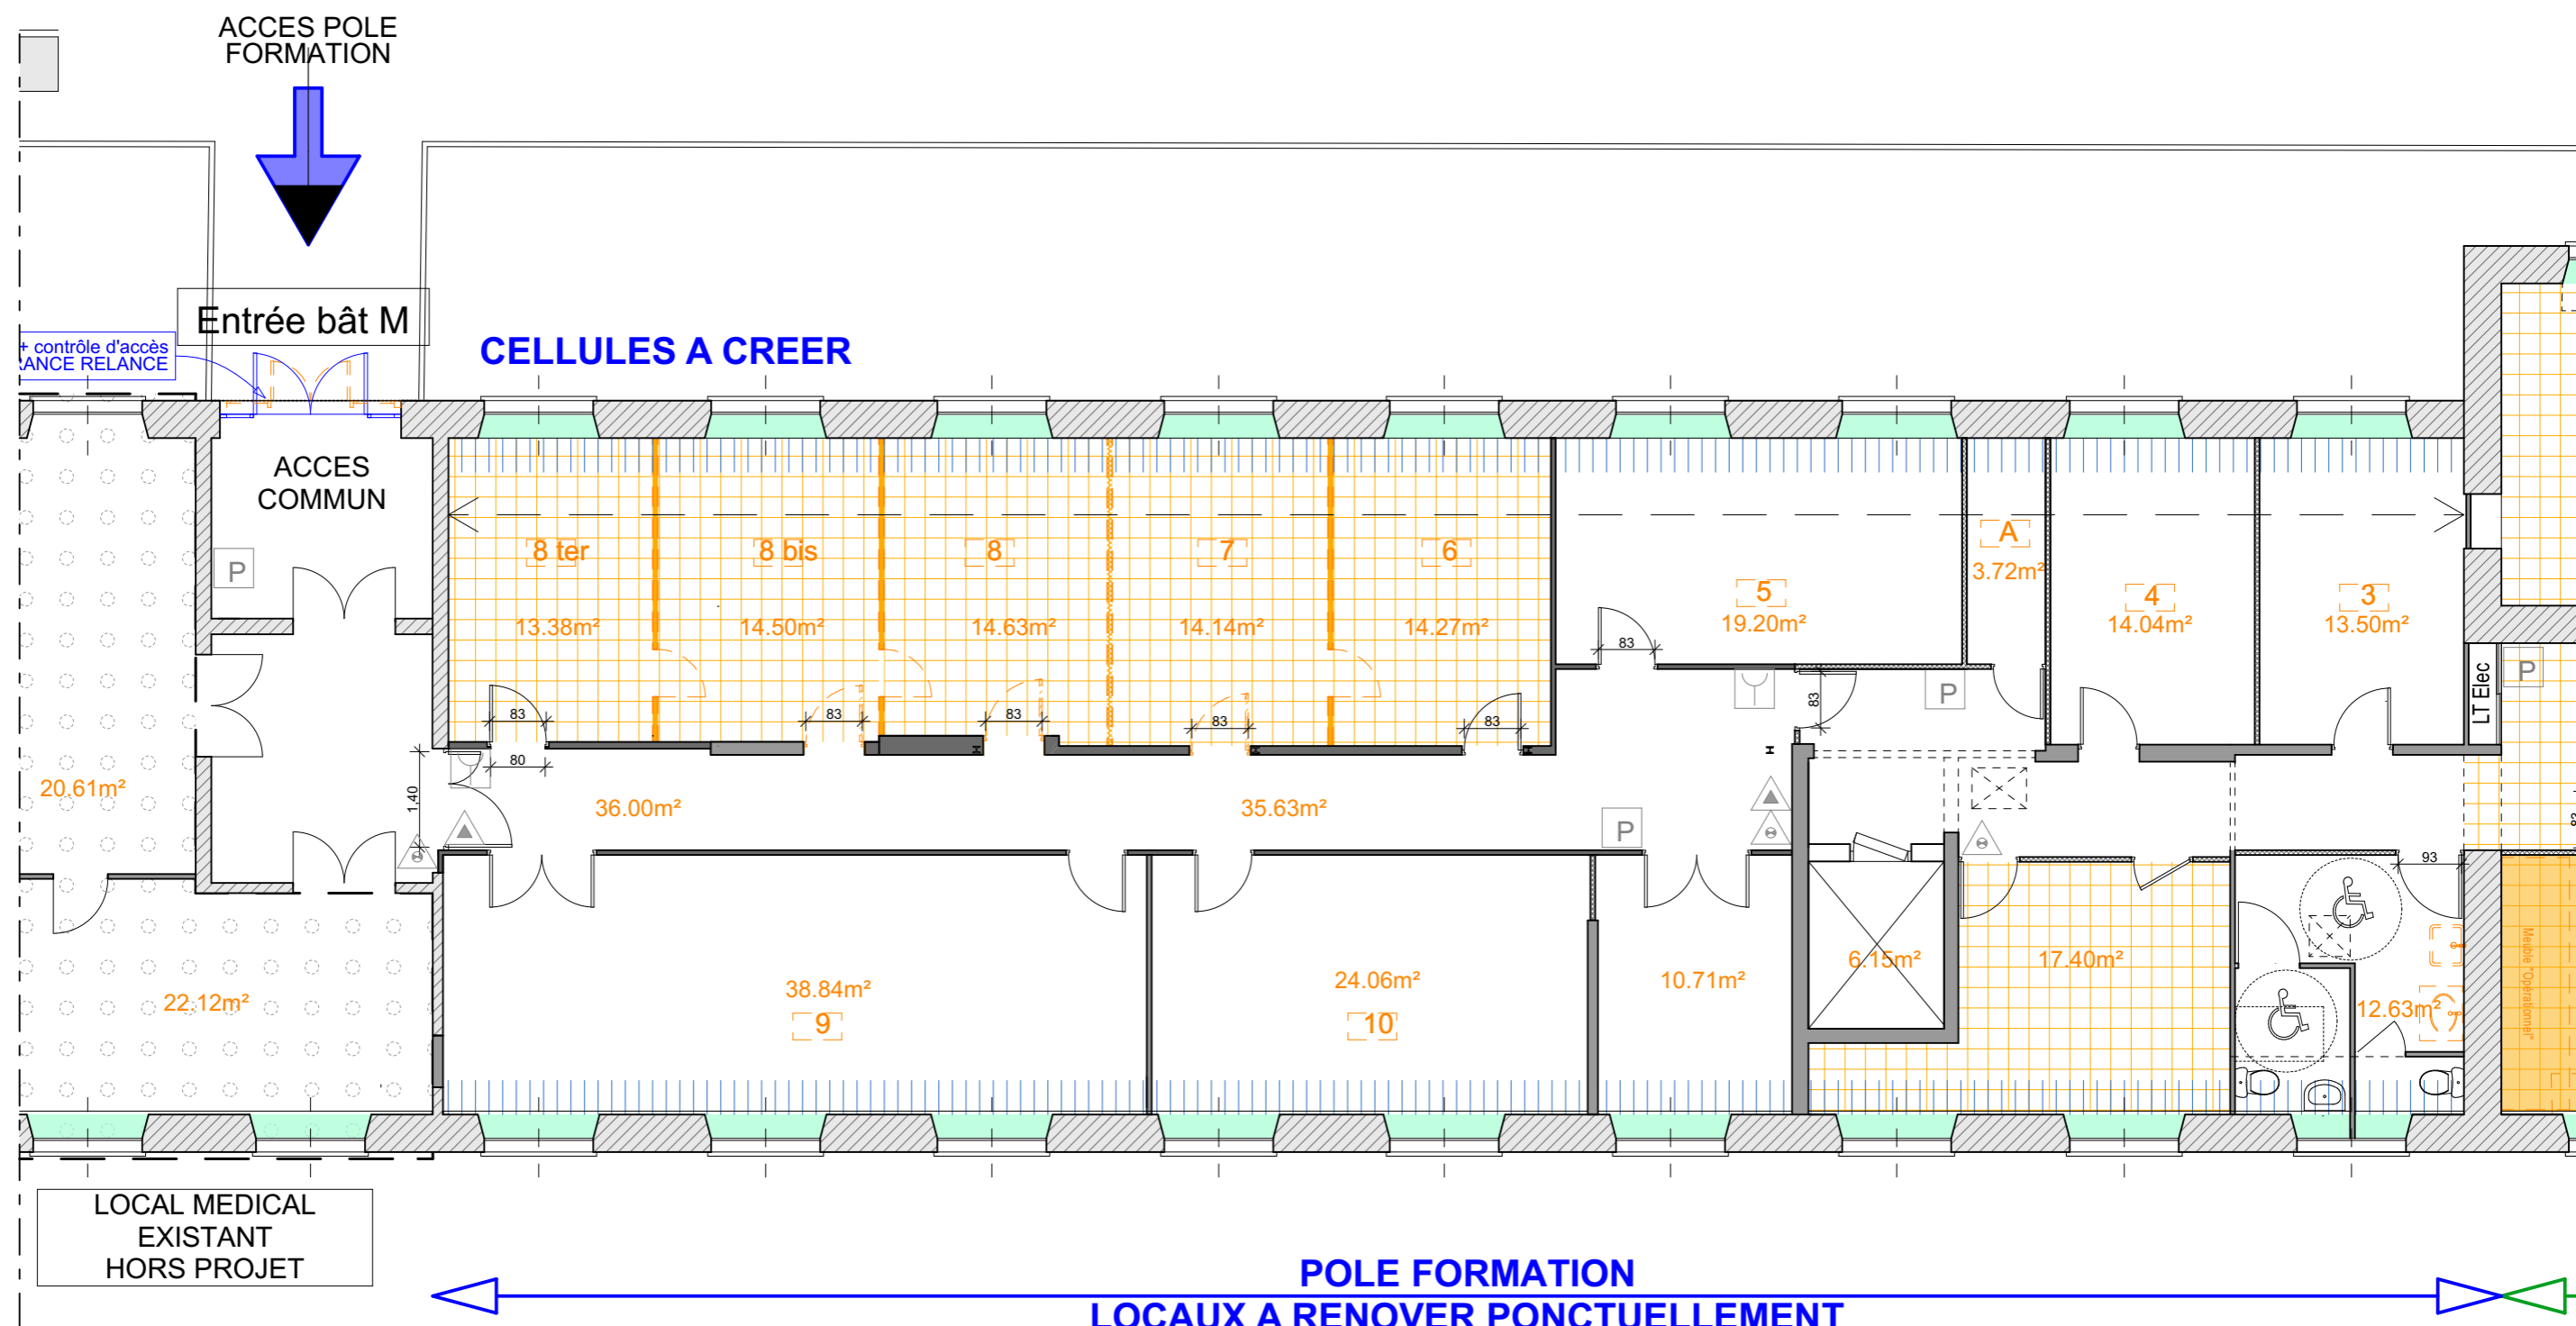 ACCES POLE
FORMATION
Entrée bât M
+ contrôle d'accès
ANCE RELANCE
CELLULES A CREER
ACCES
COMMUN
P
8 ter
13.38m²
8 bis
14.50m²
8
14.63m²
7
14.14m²
6
14.27m²
5
19.20m²
A
3.72m²
4
14.04m²
3
13.50m²
LT Elec
P
P
83
83
83
83
83
83
83
80
1,40
20.61m²
36.00m²
35.63m²
P
83
93
22.12m²
38.84m²
9
24.06m²
10
10.71m²
6.15m²
17.40m²
12.63m²
Meuble "Opérationnel"
LOCAL MEDICAL
EXISTANT
HORS PROJET
POLE FORMATION
LOCAUX A RENOVER PONCTUELLEMENT